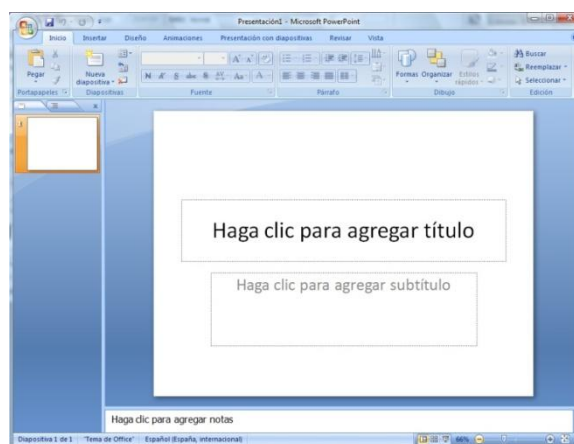 Presentación1 - Microsoft PowerPoint
Inicio Insertar Diseño Animaciones Presentación con diapositivas Revisar Vista
Pegar
Nueva diapositiva
Formas Organizar Estilos rápidos
Buscar
Reemplazar
Seleccionar
Portapapeles Diapositivas Fuente Párrafo Dibujo Edición
1
Haga clic para agregar título
Haga clic para agregar subtítulo
Haga clic para agregar notas
Diapositiva 1 de 1 "Tema de Office" Español (España, internacional) 66%